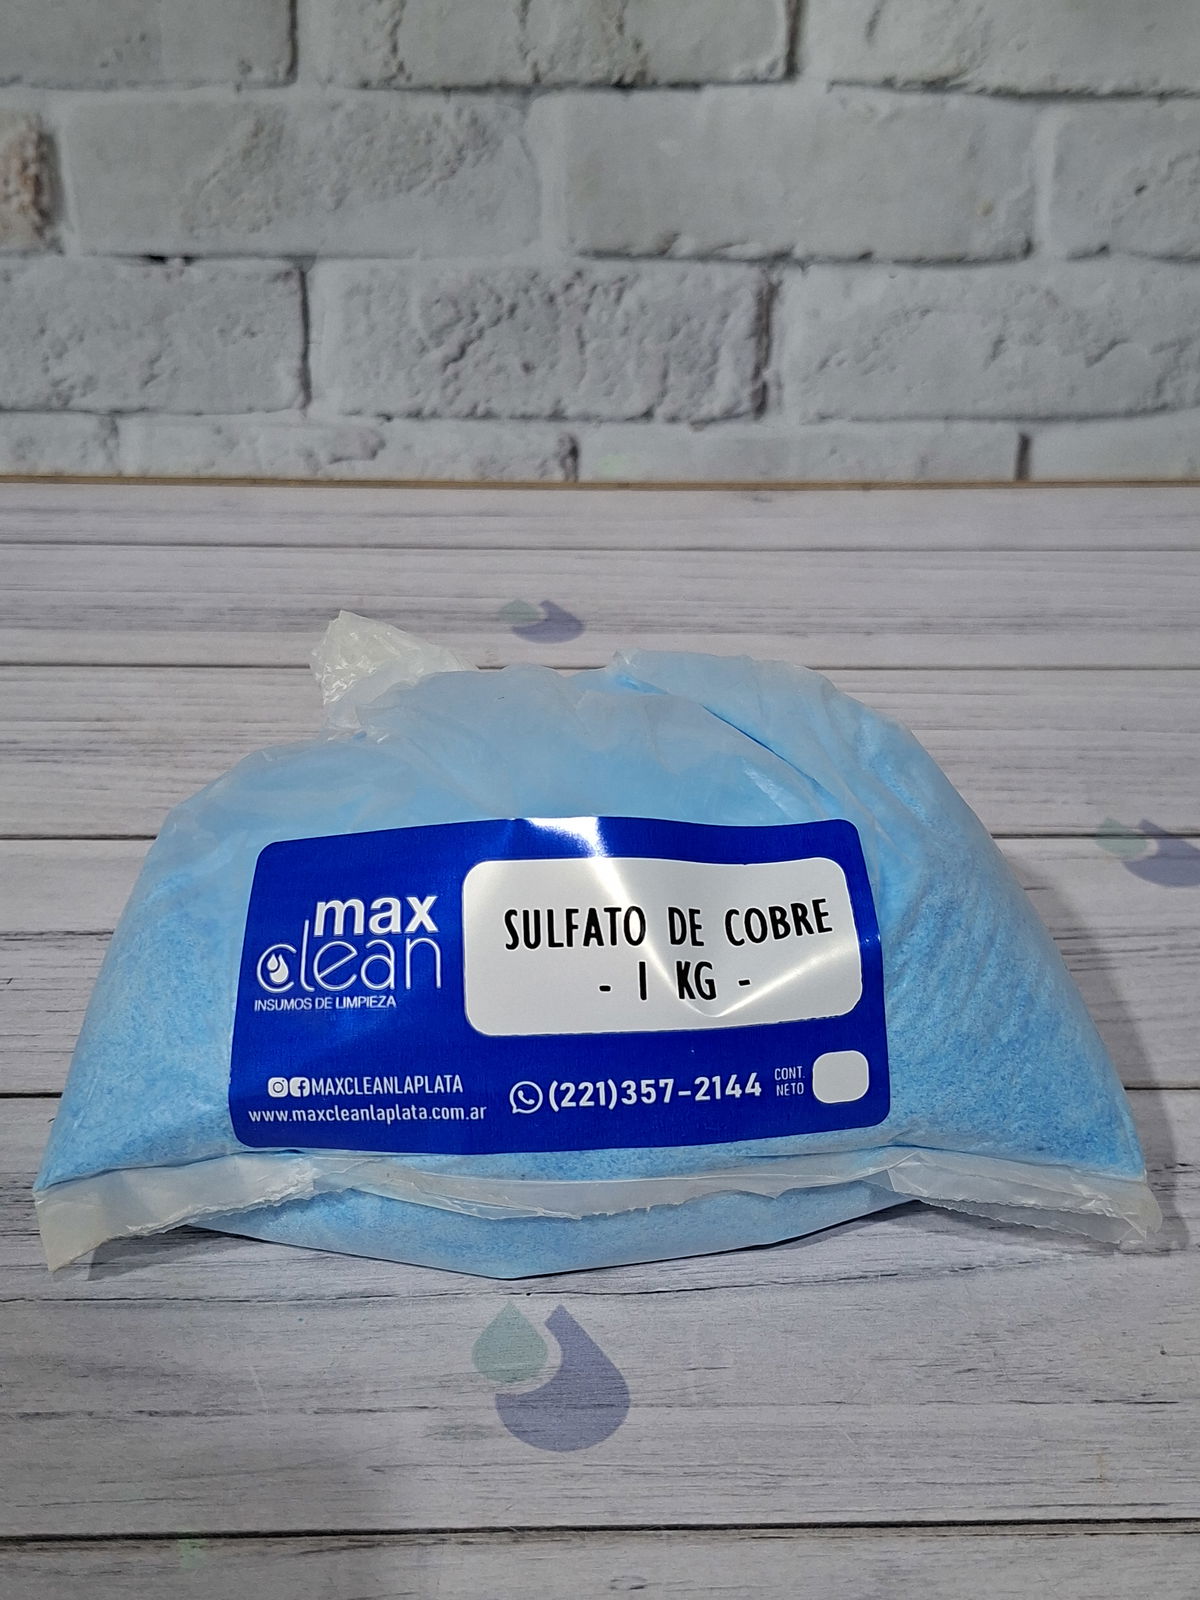 max
clean
INSUMOS DE LIMPIEZA
SULFATO DE COBRE
- 1 KG -
MAXCLEANLAPLATA
www.maxcleanlaplata.com.ar
(221)357-2144
CONT.
NETO